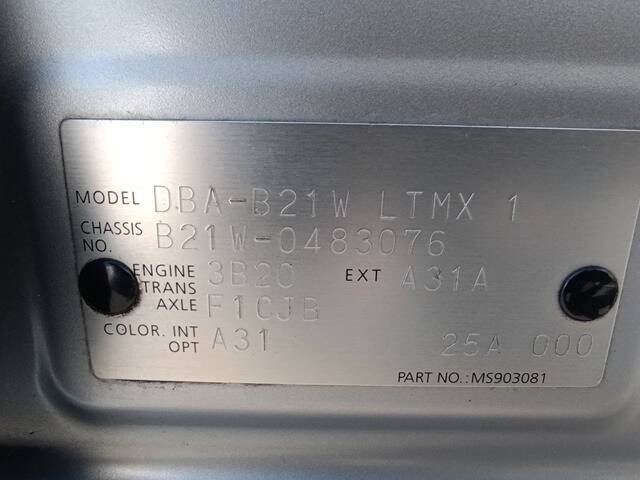 MODEL DBA-B21W LTMX 1
CHASSIS NO. B21W-0483076
ENGINE 3B20 EXT A31A
TRANS AXLE F1CJB
COLOR. INT A31
OPT 25A 000
PART NO.:MS903081